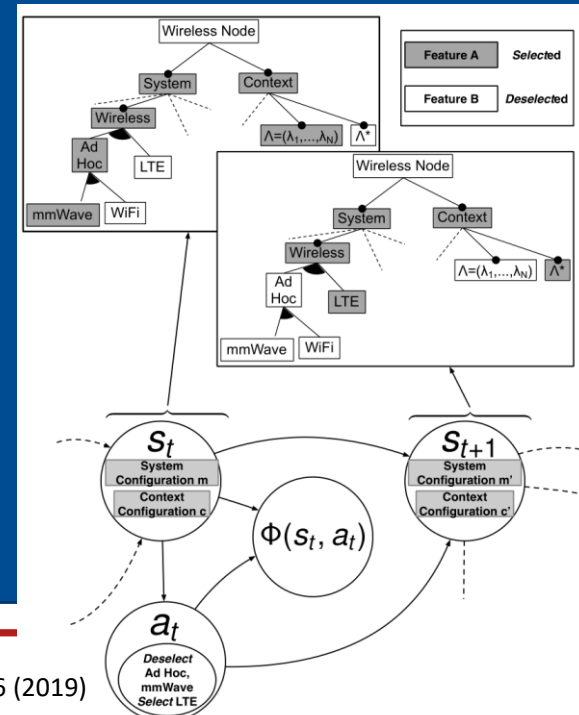 Wireless Node
System
Context
Wireless
Λ=(λ₁,...,λN)
Λ*
Ad
Hoc
LTE
mmWave
WiFi
Feature A
Selected
Feature B
Deselected
Wireless Node
System
Context
Wireless
Λ=(λ₁,...,λN)
Λ*
Ad
Hoc
LTE
mmWave
WiFi
sₜ
System
Configuration m
Context
Configuration c
sₜ₊₁
System
Configuration m'
Context
Configuration c'
Φ(sₜ, aₜ)
aₜ
Deselect
Ad Hoc,
mmWave
Select LTE
6 (2019)